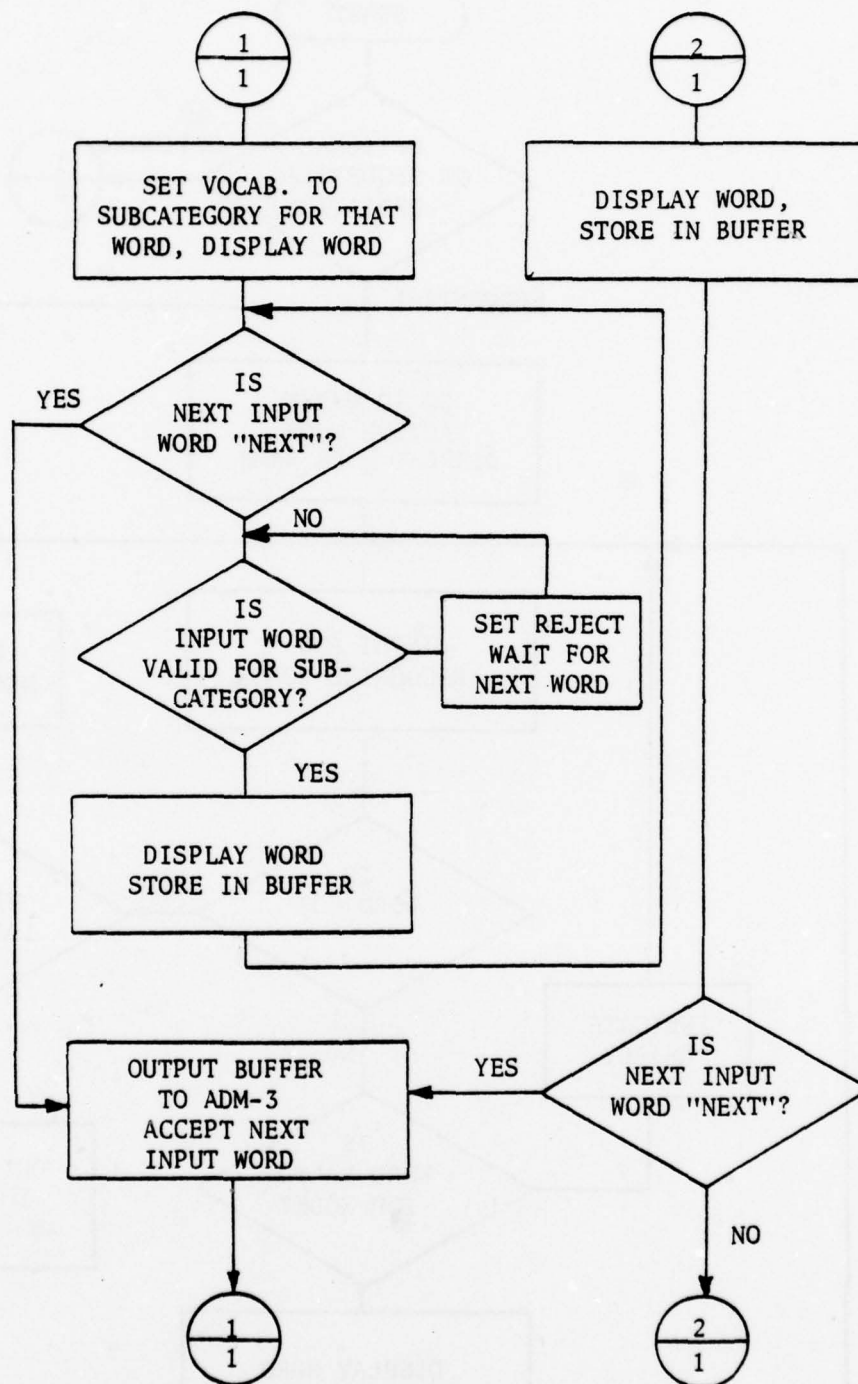 1
1
2
1
SET VOCAB. TO
SUBCATEGORY FOR THAT
WORD, DISPLAY WORD
DISPLAY WORD,
STORE IN BUFFER
YES
IS
NEXT INPUT
WORD "NEXT"?
NO
IS
INPUT WORD
VALID FOR SUB-
CATEGORY?
SET REJECT
WAIT FOR
NEXT WORD
YES
DISPLAY WORD
STORE IN BUFFER
OUTPUT BUFFER
TO ADM-3
ACCEPT NEXT
INPUT WORD
YES
IS
NEXT INPUT
WORD "NEXT"?
NO
1
1
2
1